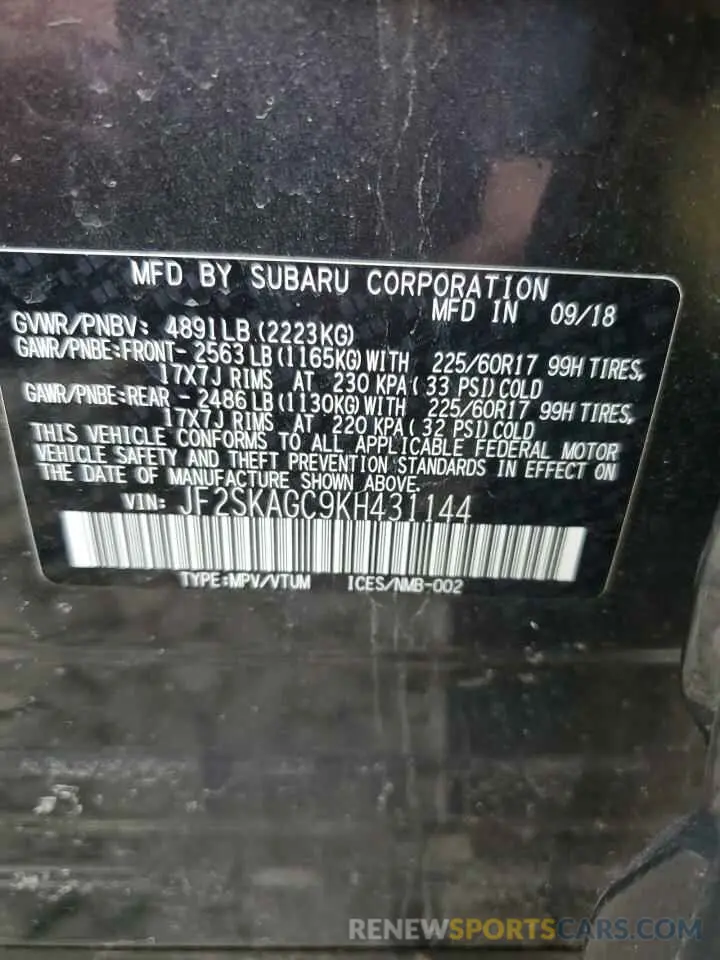 MFD BY SUBARU CORPORATION
MFD IN 09/18
GVWR/PNBV: 4891LB.(2223KG)
GAWR/PNBE:FRONT- 2563LB(1165KG)WITH 225/60R17 99H TIRES,
17X7J RIMS AT 230 KPA(33 PSI)COLD
GAWR/PNBE:REAR - 2486LB(1130KG)WITH 225/60R17 99H TIRES,
17X7J RIMS AT 220 KPA(32 PSI)COLD
THIS VEHICLE CONFORMS TO ALL APPLICABLE FEDERAL MOTOR
VEHICLE SAFETY AND THEFT PREVENTION STANDARDS IN EFFECT ON
THE DATE OF MANUFACTURE SHOWN ABOVE.
VIN: JF2SKAGC9KH431144
TYPE:MPV/VTUM ICES/NMB-002
RENEWSPORTSCARS.COM